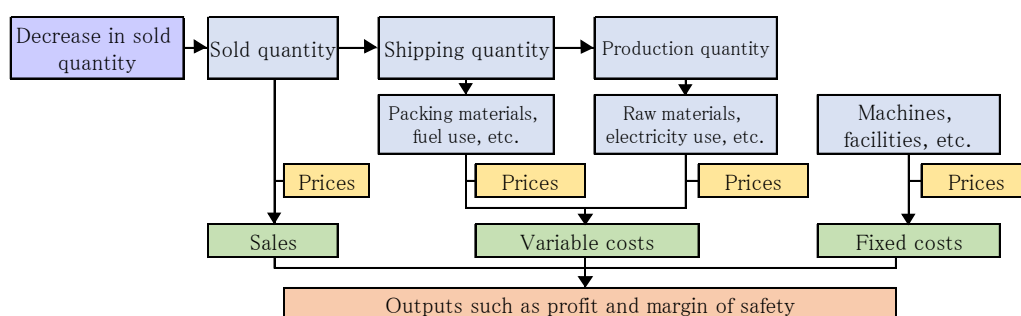 Decrease in sold
quantity
Sold quantity
Shipping quantity
Production quantity
Packing materials,
fuel use, etc.
Raw materials,
electricity use, etc.
Machines,
facilities, etc.
Prices
Prices
Prices
Prices
Sales
Variable costs
Fixed costs
Outputs such as profit and margin of safety